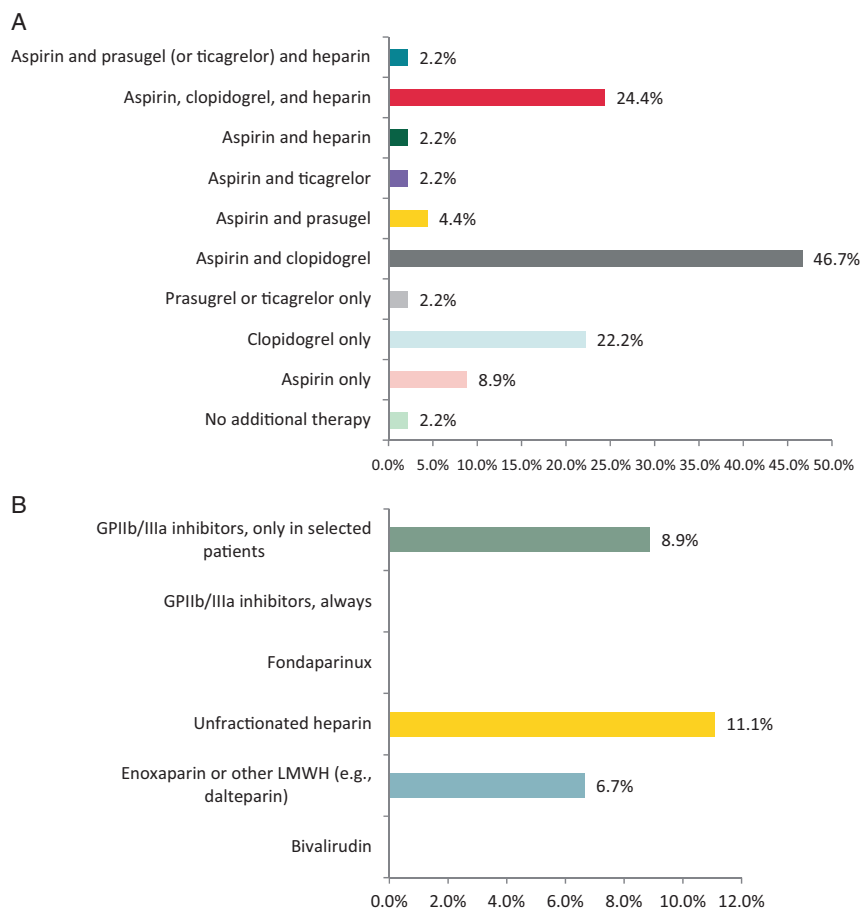 A
Aspirin and prasugel (or ticagrelor) and heparin
2.2%
Aspirin, clopidogrel, and heparin
24.4%
Aspirin and heparin
2.2%
Aspirin and ticagrelor
2.2%
Aspirin and prasugel
4.4%
Aspirin and clopidogrel
46.7%
Prasugrel or ticagrelor only
2.2%
Clopidogrel only
22.2%
Aspirin only
8.9%
No additional therapy
2.2%
0.0% 5.0% 10.0% 15.0% 20.0% 25.0% 30.0% 35.0% 40.0% 45.0% 50.0%
B
GPIIb/IIIa inhibitors, only in selected
patients
8.9%
GPIIb/IIIa inhibitors, always
Fondaparinux
Unfractionated heparin
11.1%
Enoxaparin or other LMWH (e.g.,
dalteparin)
6.7%
Bivalirudin
0.0% 2.0% 4.0% 6.0% 8.0% 10.0% 12.0%